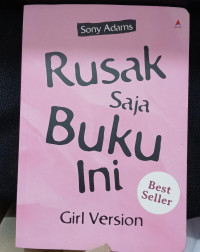 Sony Adams
Rusak
Saja
Buku
Ini
Best
Seller
Girl Version